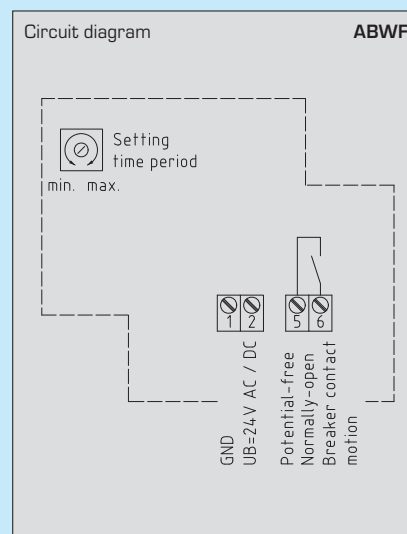 Circuit diagram
ABWF
Setting
time period
min. max.
1 2
5 6
GND
UB=24V AC / DC
Potential-free
Normally-open
Breaker contact
motion